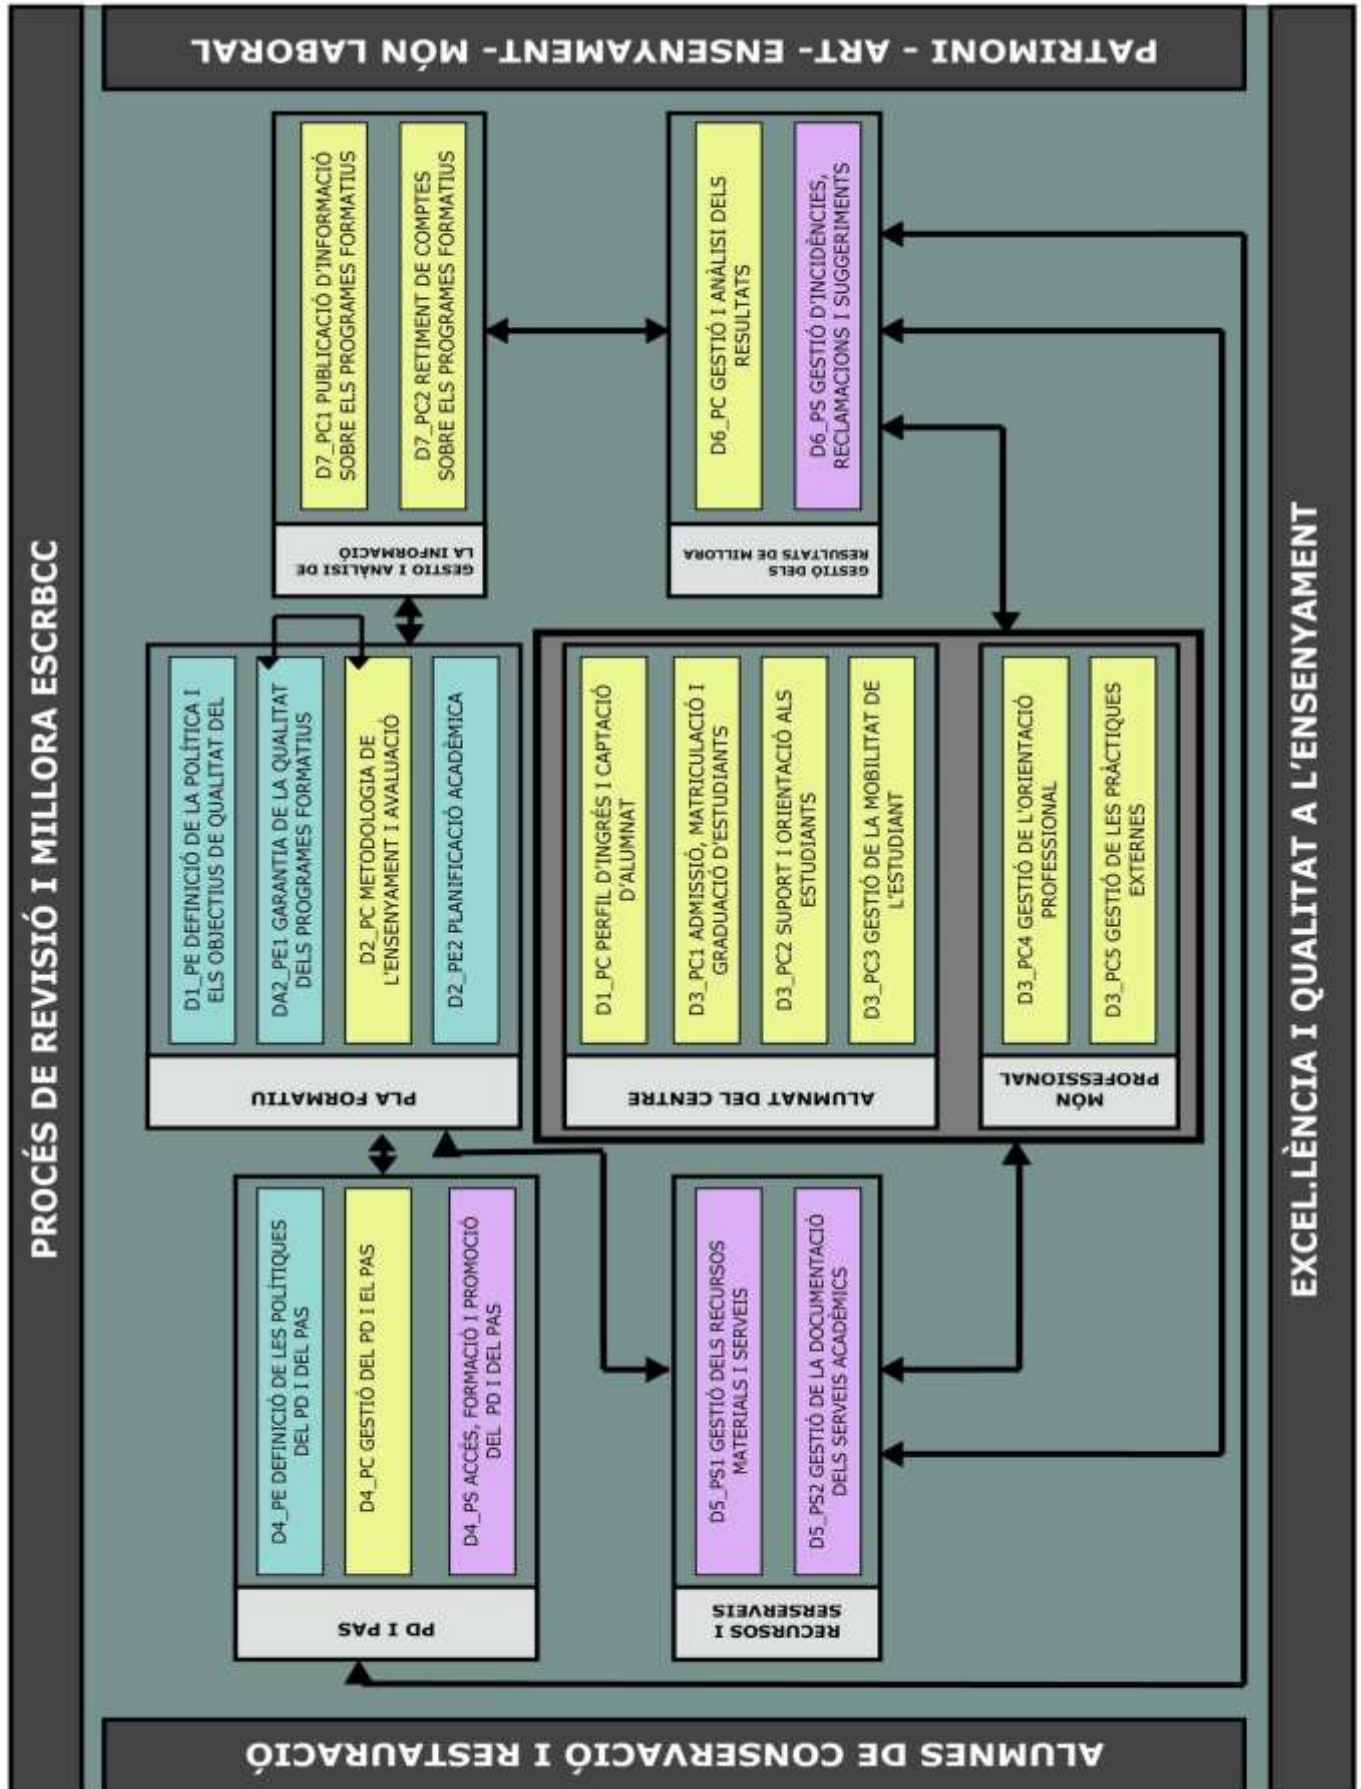 PROCÉS DE REVISIÓ I MILLORA ESCRBCC
ALUMNES DE CONSERVACIÓ I RESTAURACIÓ
PD I PAS
D4_PE DEFINICIÓ DE LES POLÍTIQUES
DEL PD I DEL PAS
D4_PC GESTIÓ DEL PD I EL PAS
D4_PS ACCÉS, FORMACIÓ I PROMOCIÓ
DEL PD I DEL PAS
RECURSOS I
SERSERVEIS
D5_PS1 GESTIÓ DELS RECURSOS
MATERIALS I SERVEIS
D5_PS2 GESTIÓ DE LA DOCUMENTACIÓ
DELS SERVEIS ACADÈMICS
PLA FORMATIU
D1_PE DEFINICIÓ DE LA POLÍTICA I
ELS OBJECTIUS DE QUALITAT DEL
DA2_PE1 GARANTIA DE LA QUALITAT
DELS PROGRAMES FORMATIUS
D2_PC METODOLOGIA DE
L'ENSENYAMENT I AVALUACIÓ
D2_PE2 PLANIFICACIÓ ACADÈMICA
ALUMNAT DEL CENTRE
D1_PC PERFIL D'INGRÉS I CAPTACIÓ
D'ALUMNAT
D3_PC1 ADMISSIÓ, MATRICULACIÓ I
GRADUACIÓ D'ESTUDIANTS
D3_PC2 SUPORT I ORIENTACIÓ ALS
ESTUDIANTS
D3_PC3 GESTIÓ DE LA MOBILITAT DE
L'ESTUDIANT
MÓN
PROFESSIONAL
D3_PC4 GESTIÓ DE L'ORIENTACIÓ
PROFESSIONAL
D3_PC5 GESTIÓ DE LES PRÀCTIQUES
EXTERNES
GESTIO I ANÀLISI DE
LA INFORMACIÓ
D7_PC1 PUBLICACIÓ D'INFORMACIÓ
SOBRE ELS PROGRAMES FORMATIUS
D7_PC2 RETIMENT DE COMPTES
SOBRE ELS PROGRAMES FORMATIUS
GESTIÓ DELS
RESULTATS DE MILLORA
D6_PC GESTIÓ I ANÀLISI DELS
RESULTATS
D6_PS GESTIÓ D'INCIDÈNCIES,
RECLAMACIONS I SUGGERIMENTS
PATRIMONI - ART- ENSENYAMENT- MÓN LABORAL
EXCEL.LÈNCIA I QUALITAT A L'ENSENYAMENT